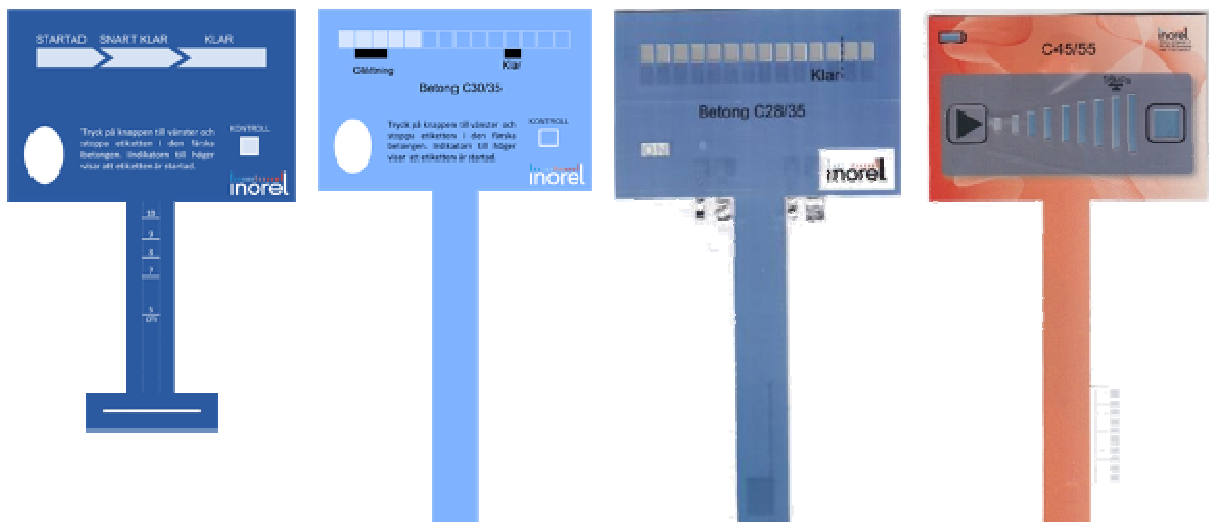 STARTAD SNART KLAR KLAR
Tryck på knappen till vänster och
stoppa etiketten i den färska
betongen. Iindikatorn till höger
visar att etiketten är startad.
KONTROLL
inorel
10
9
8
7
5
cm
Glättning
Klar
Betong C30/35
Tryck på knappen till vänster och
stoppa etiketten i den färska
betongen. Indikatorn till höger
visar att etiketten är startad.
KONTROLL
inorel
Klar
Betong C28/35
ON
inorel
C45/55
inorel